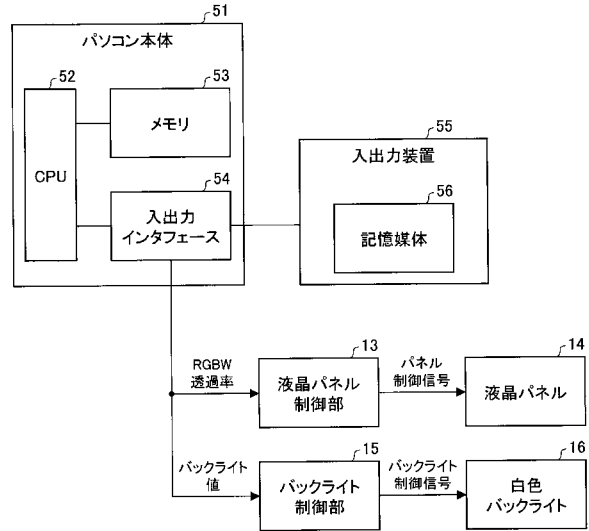 51
パソコン本体
52
CPU
53
メモリ
54
入出力
インタフェース
55
入出力装置
56
記憶媒体
RGBW
透過率
13
液晶パネル
制御部
パネル
制御信号
14
液晶パネル
バックライト
値
15
バックライト
制御部
バックライト
制御信号
16
白色
バックライト